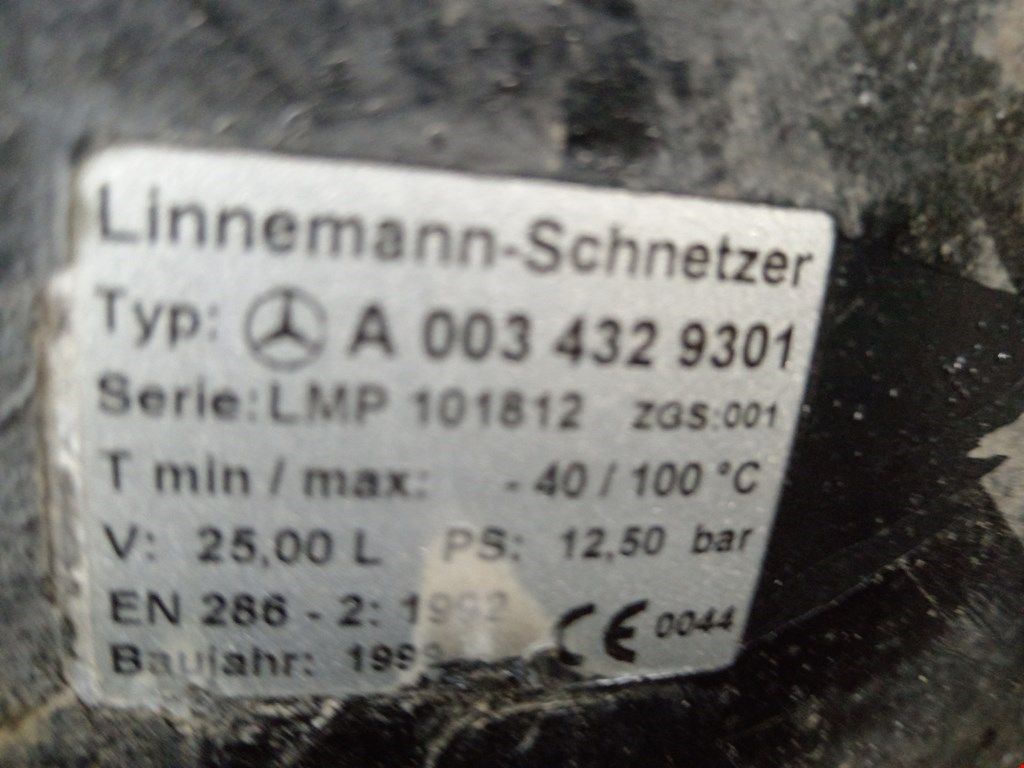 Linnemann-Schnetzer
Typ: A 003 432 9301
Serie: LMP 101812 ZGS:001
T min / max: - 40 / 100 °C
V: 25,00 L PS: 12,50 bar
EN 286 - 2: 1992 CE 0044
Baujahr: